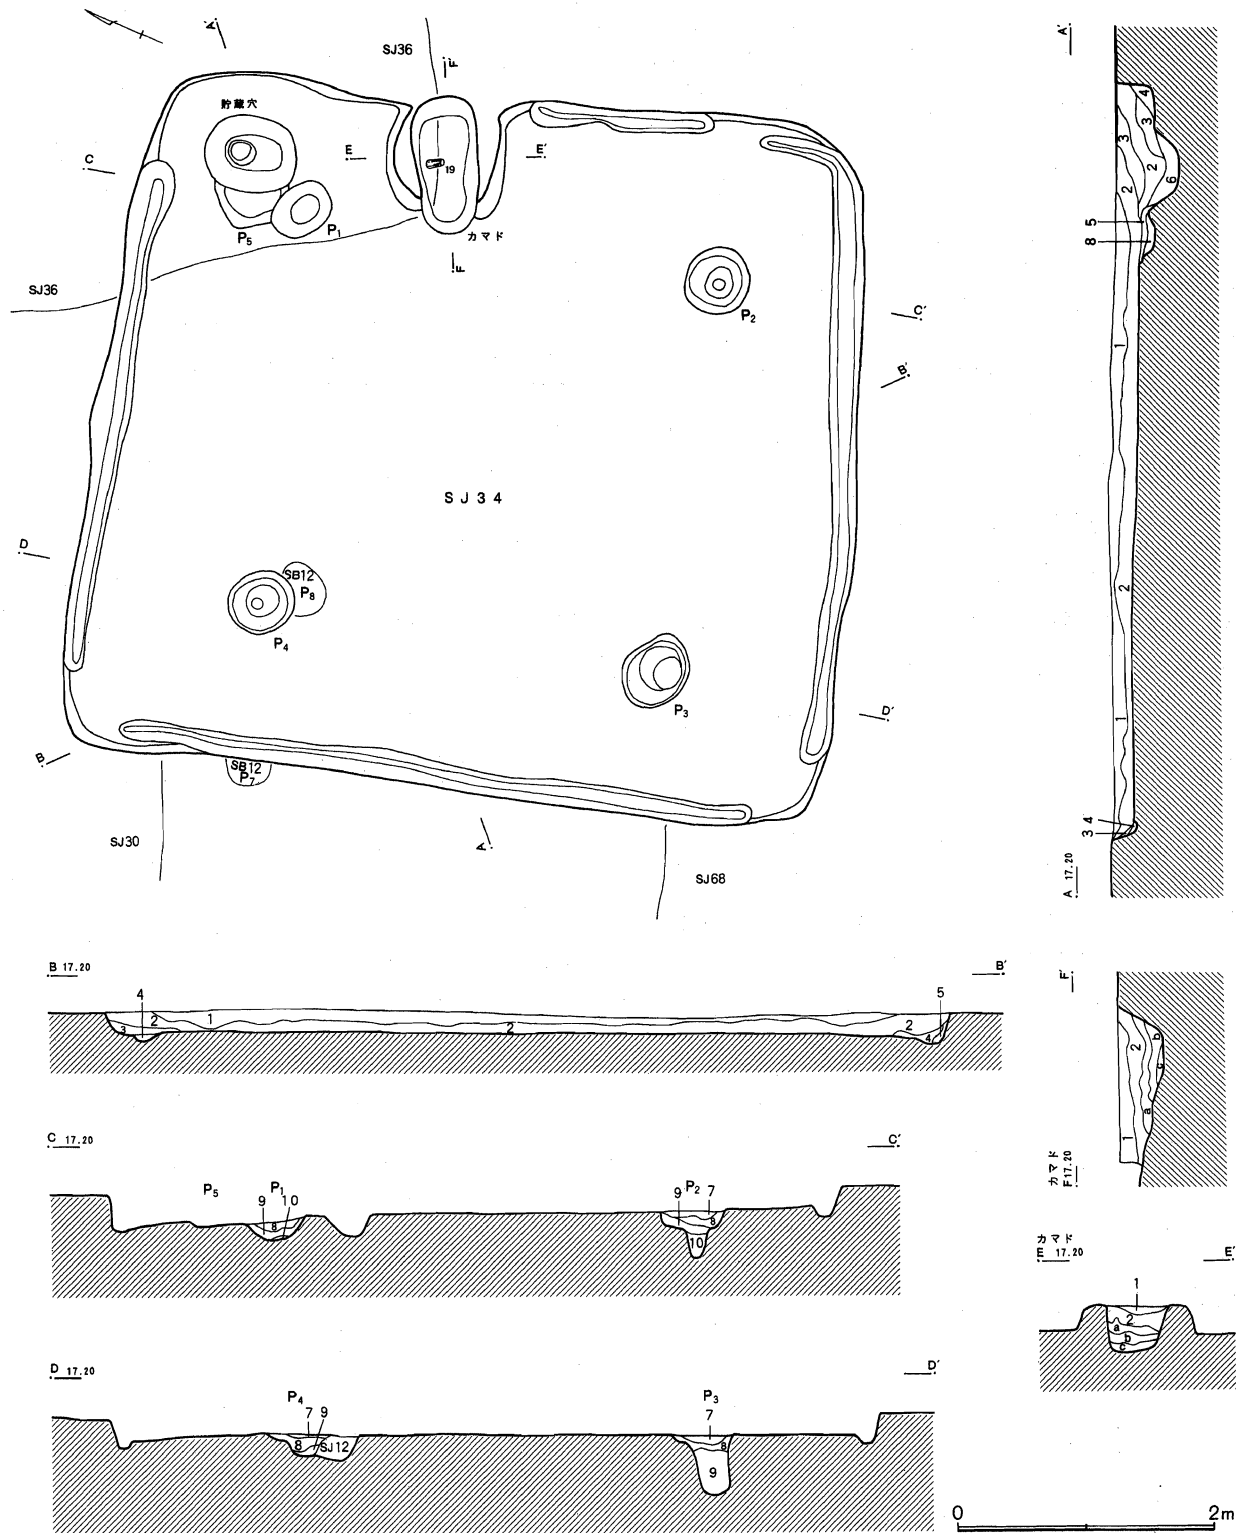 A′
SJ36
F′
A′
貯蔵穴
4
3
3
C
E
E′
2
19
2
6
P5
P1
カマド
5
8
F
SJ36
P2
C′
1
B′
SJ34
D
SB12
P8
2
P4
P3
D′
1
B
SB12
P7
4
3
SJ30
A
SJ68
A 17.20
B 17.20
B′
F′
4
5
3
2
1
2
2
4
2
b
c
a
1
C 17.20
C′
カマド
F 17.20
P5
P1
9
10
8
P2
9
7
8
10
カマド
E 17.20
E′
1
2
a
b
c
D 17.20
D′
P4
7
9
8
SJ12
P3
7
8
9
0
2m